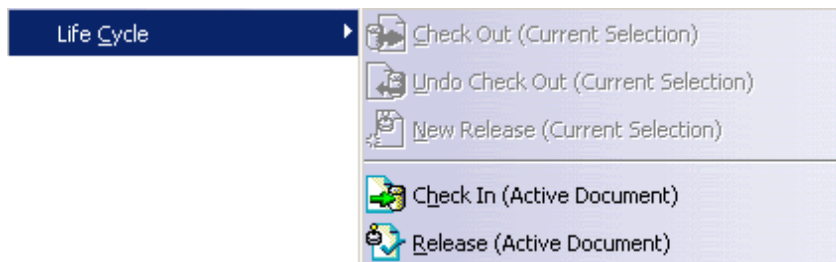 Life Cycle
Check Out (Current Selection)
Undo Check Out (Current Selection)
New Release (Current Selection)
Check In (Active Document)
Release (Active Document)